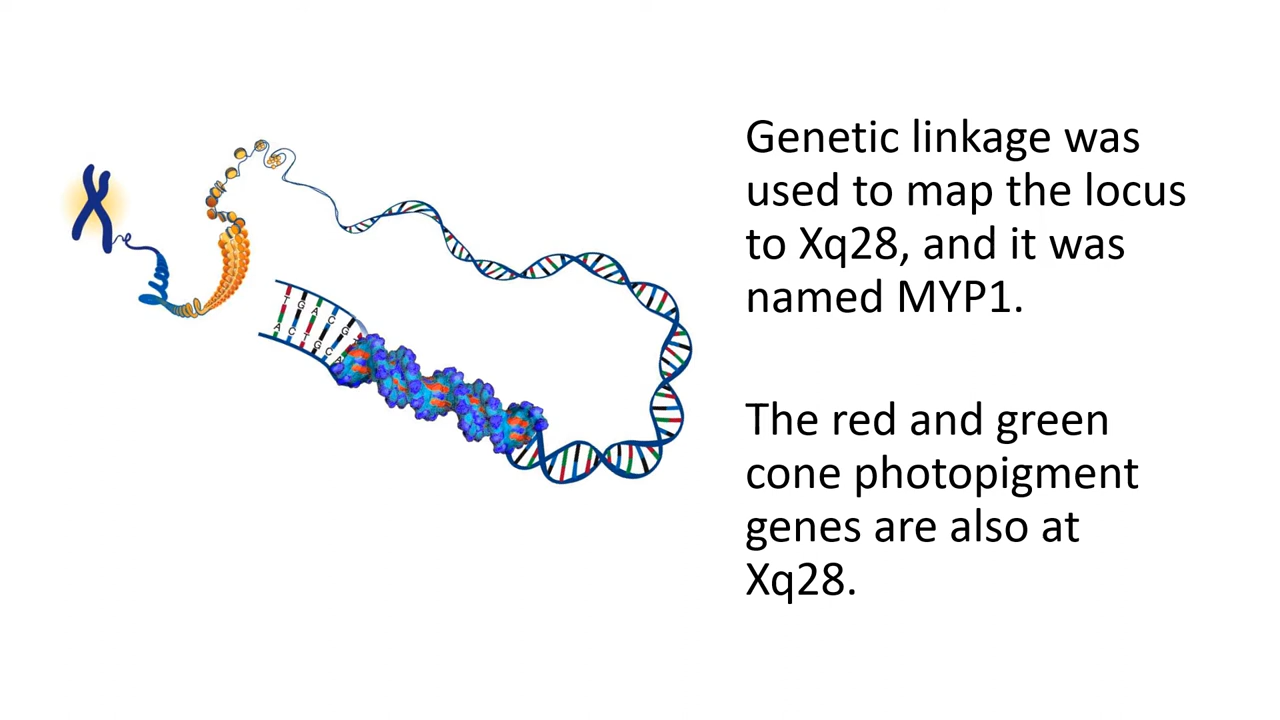 Genetic linkage was
used to map the locus
to Xq28, and it was
named MYP1.
The red and green
cone photopigment
genes are also at
Xq28.
T G A C G
A C T G C A